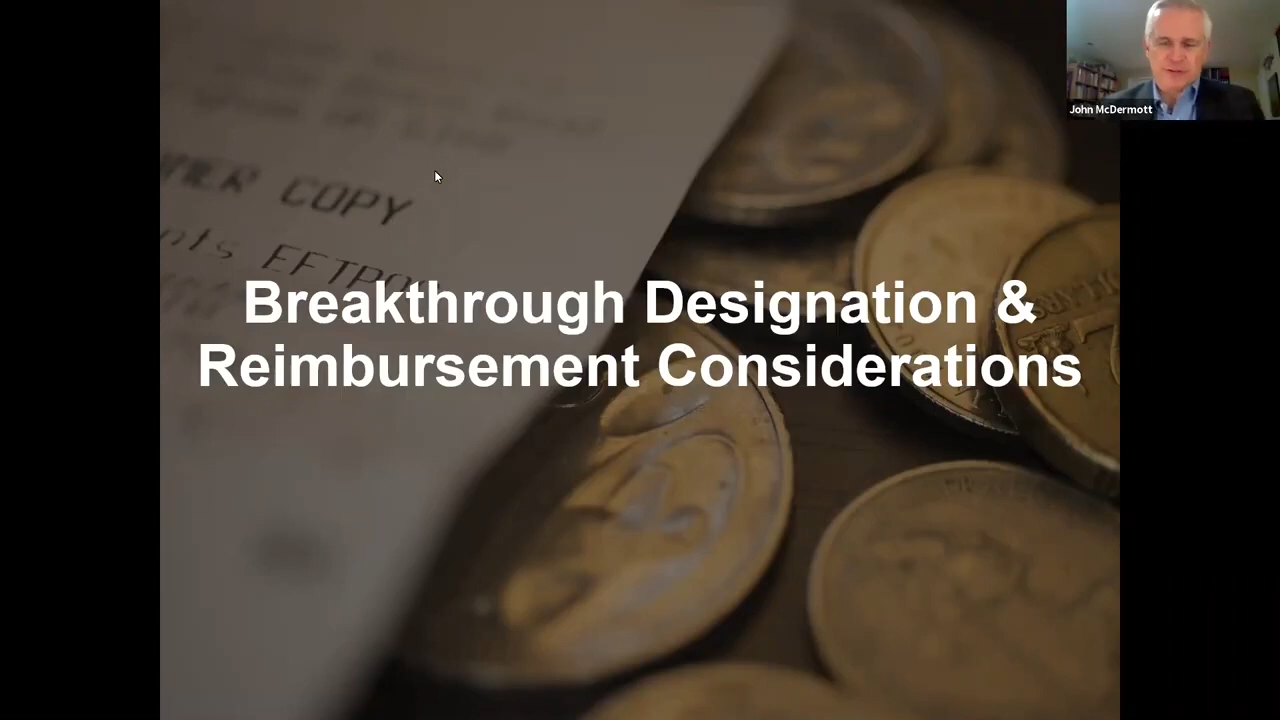 COPY
Breakthrough Designation &
Reimbursement Considerations
John McDermott